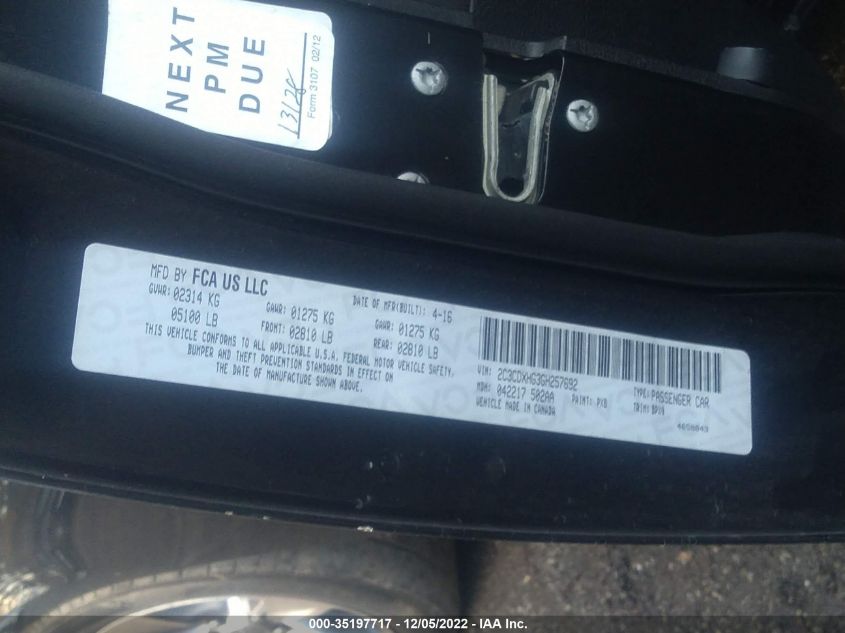 NEXT
PM
DUE
13128
Form 3107 02/12
MFD BY FCA US LLC
DATE OF MFR(BUILT): 4-16
GVWR: 02314 KG
GAWR: 01275 KG
GAWR: 01275 KG
05100 LB
FRONT: 02810 LB
REAR: 02810 LB
THIS VEHICLE CONFORMS TO ALL APPLICABLE U.S.A. FEDERAL MOTOR VEHICLE SAFETY,
BUMPER AND THEFT PREVENTION STANDARDS IN EFFECT ON
THE DATE OF MANUFACTURE SHOWN ABOVE.
VIN: 2C3CDXHG3GH257692
TYPE: PASSENGER CAR
MDH: 042217 502AA
PAINT: PX8
TRIM:
VEHICLE MADE IN CANADA
4658843
000-35197717 - 12/05/2022 - IAA Inc.